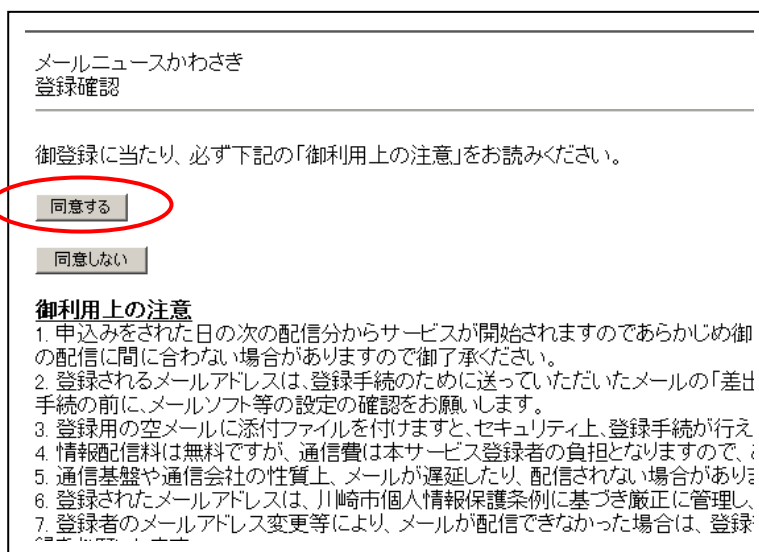 メールニュースかわさき
登録確認
御登録に当たり、必ず下記の「御利用上の注意」をお読みください。
同意する
同意しない
御利用上の注意
1. 申込みをされた日の次の配信分からサービスが開始されますのであらかじめ御
の配信に間に合わない場合がありますので御了承ください。
2. 登録されるメールアドレスは、登録手続のために送っていただいたメールの「差出
手続の前に、メールソフト等の設定の確認をお願いします。
3. 登録用の空メールに添付ファイルを付けますと、セキュリティ上、登録手続が行え
4. 情報配信料は無料ですが、通信費は本サービス登録者の負担となりますので、
5. 通信基盤や通信会社の性質上、メールが遅延したり、配信されない場合があります
6. 登録されたメールアドレスは、川崎市個人情報保護条例に基づき厳正に管理し、
7. 登録者のメールアドレス変更等により、メールが配信できなかった場合は、登録